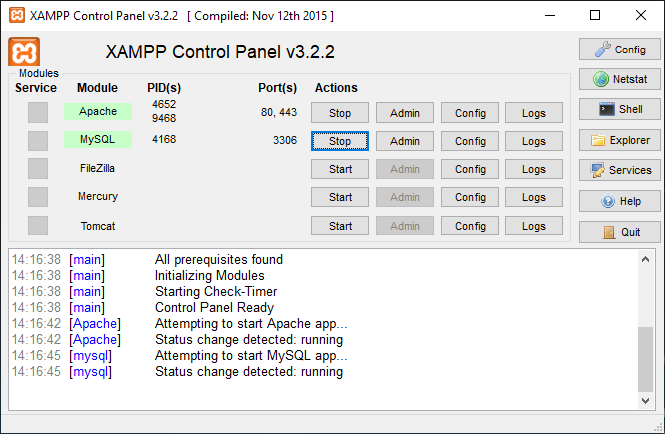 XAMPP Control Panel v3.2.2 [ Compiled: Nov 12th 2015 ]
XAMPP Control Panel v3.2.2
Config
Modules
Service Module PID(s) Port(s) Actions
Netstat
Apache 4652 9468 80, 443 Stop Admin Config Logs
Shell
MySQL 4168 3306 Stop Admin Config Logs
Explorer
FileZilla Start Admin Config Logs
Services
Mercury Start Admin Config Logs
Help
Tomcat Start Admin Config Logs
Quit
14:16:38 [main] All prerequisites found
14:16:38 [main] Initializing Modules
14:16:38 [main] Starting Check-Timer
14:16:38 [main] Control Panel Ready
14:16:42 [Apache] Attempting to start Apache app...
14:16:42 [Apache] Status change detected: running
14:16:45 [mysql] Attempting to start MySQL app...
14:16:45 [mysql] Status change detected: running